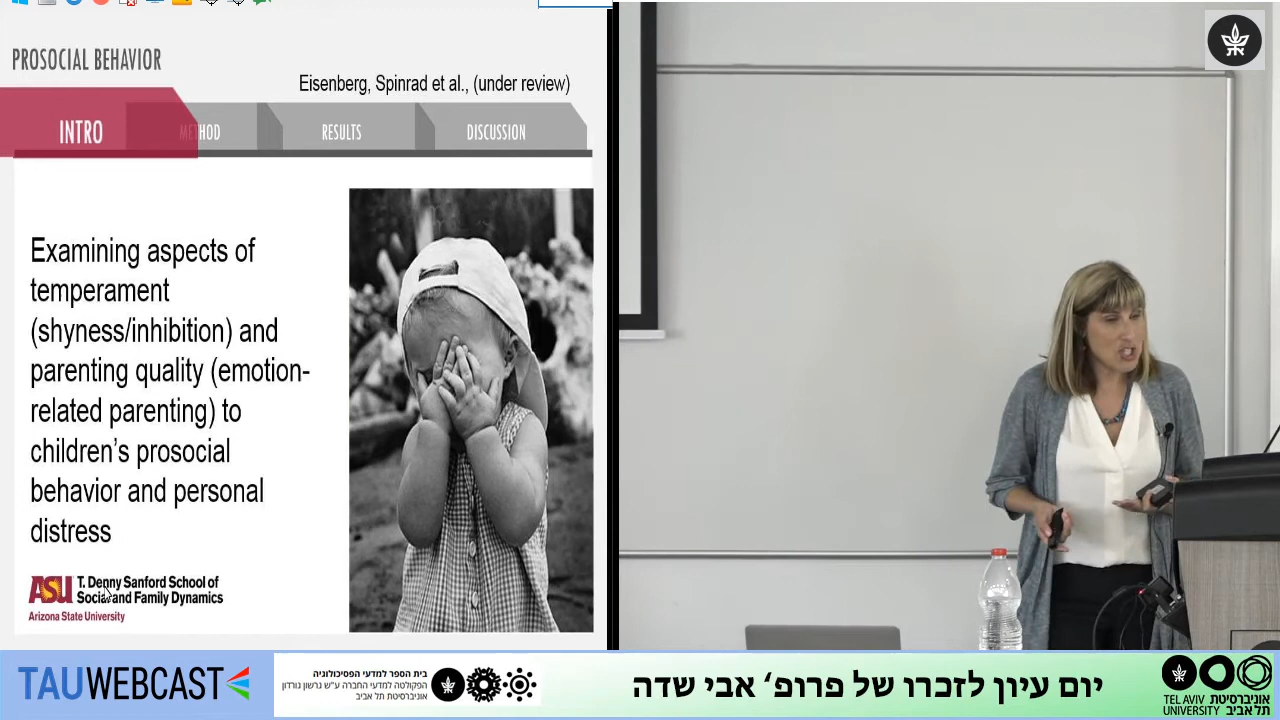 PROSOCIAL BEHAVIOR
Eisenberg, Spinrad et al., (under review)
INTRO
METHOD
RESULTS
DISCUSSION
Examining aspects of
temperament
(shyness/inhibition) and
parenting quality (emotion-
related parenting) to
children's prosocial
behavior and personal
distress
ASU T. Denny Sanford School of
Social and Family Dynamics
Arizona State University
TAUWEBCAST
בית הספר למדעי הפסיכולוגיה
הפקולטה למדעי החברה ע"ש גרשון גורדון
אוניברסיטת תל אביב
יום עיון לזכרו של פרופ' אבי שדה
TEL AVIV אוניברסיטת
UNIVERSITY תל אביב